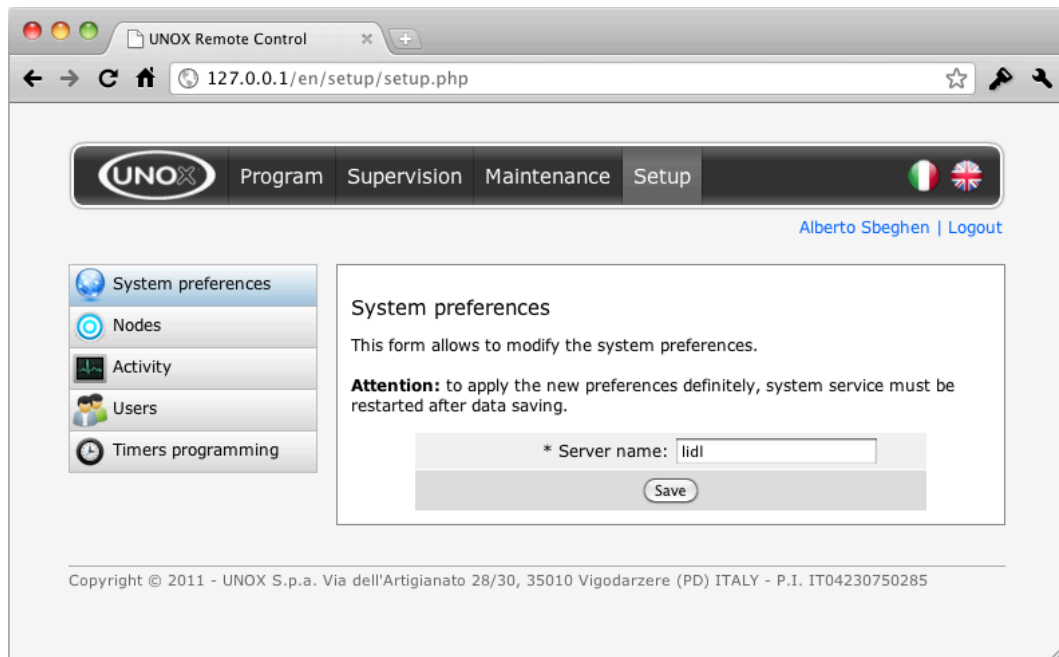 UNOX Remote Control
127.0.0.1/en/setup/setup.php
UNOX Program Supervision Maintenance Setup
Alberto Sbeghen | Logout
System preferences
Nodes
Activity
Users
Timers programming
System preferences
This form allows to modify the system preferences.
Attention: to apply the new preferences definitely, system service must be
restarted after data saving.
* Server name: lidl
Save
Copyright © 2011 - UNOX S.p.a. Via dell'Artigianato 28/30, 35010 Vigodarzere (PD) ITALY - P.I. IT04230750285